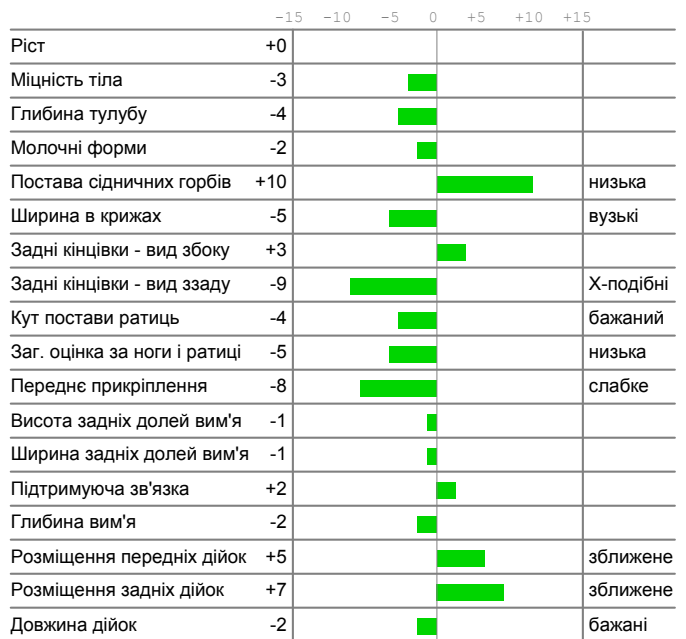 -15 -10 -5 0 +5 +10 +15
Ріст +0
Міцність тіла -3
Глибина тулубу -4
Молочні форми -2
Постава сідничних горбів +10 низька
Ширина в крижах -5 вузькі
Задні кінцівки - вид збоку +3
Задні кінцівки - вид ззаду -9 Х-подібні
Кут постави ратиць -4 бажаний
Заг. оцінка за ноги і ратиці -5 низька
Переднє прикріплення -8 слабке
Висота задніх долей вим'я -1
Ширина задніх долей вим'я -1
Підтримуюча зв'язка +2
Глибина вим'я -2
Розміщення передніх дійок +5 зближене
Розміщення задніх дійок +7 зближене
Довжина дійок -2 бажані